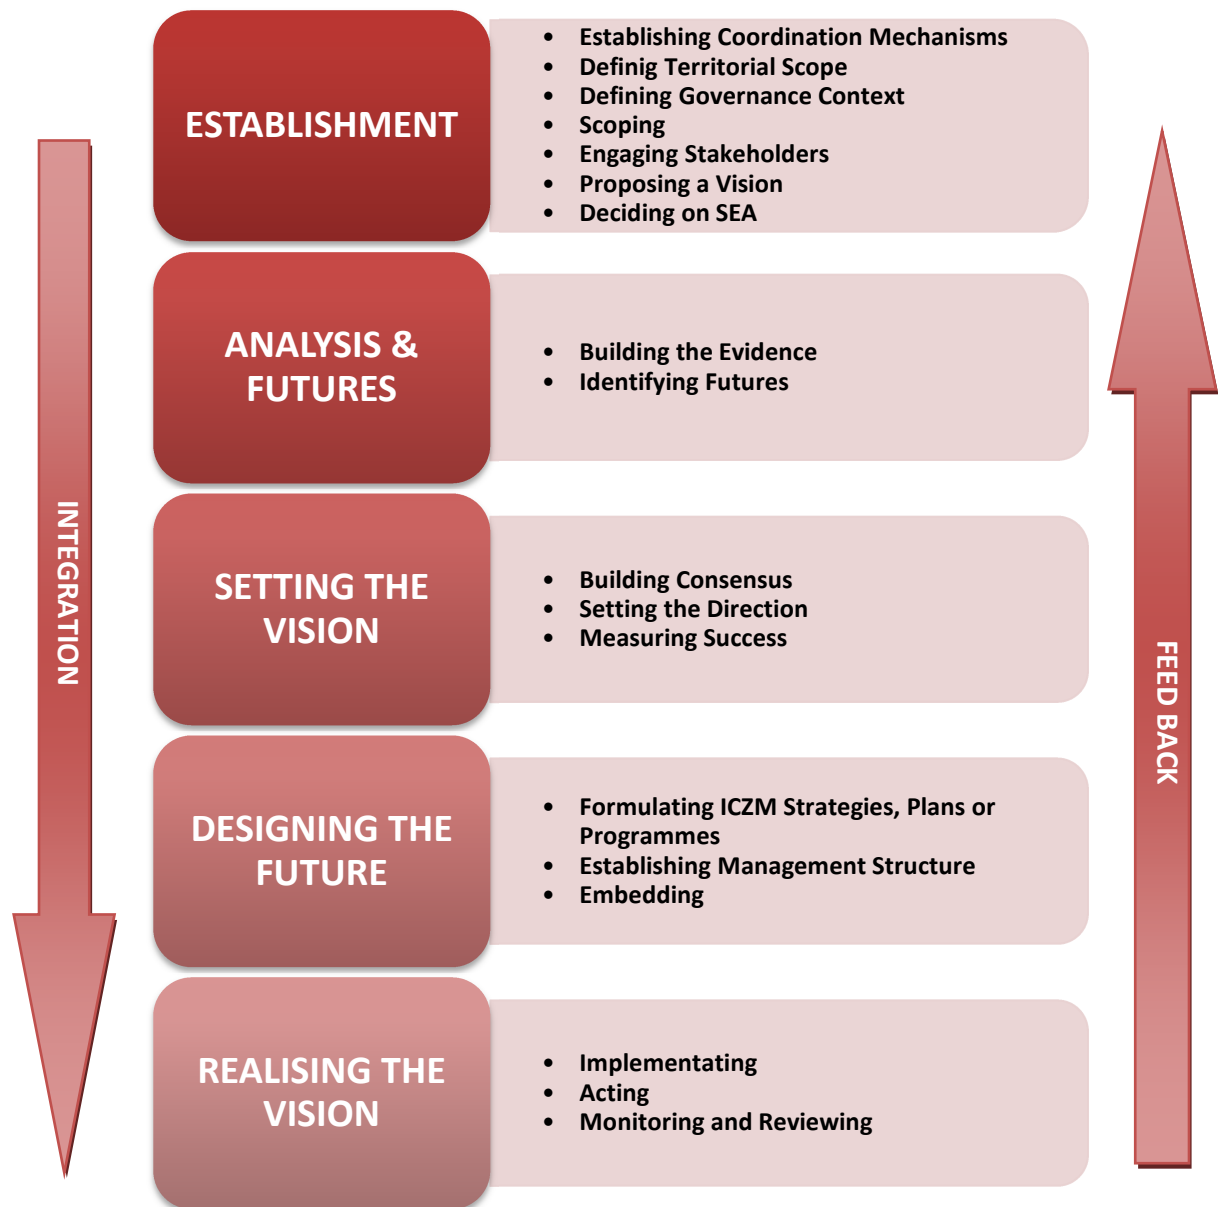 ESTABLISHMENT
• Establishing Coordination Mechanisms
• Definig Territorial Scope
• Defining Governance Context
• Scoping
• Engaging Stakeholders
• Proposing a Vision
• Deciding on SEA
ANALYSIS &
FUTURES
• Building the Evidence
• Identifying Futures
SETTING THE
VISION
• Building Consensus
• Setting the Direction
• Measuring Success
DESIGNING THE
FUTURE
• Formulating ICZM Strategies, Plans or
Programmes
• Establishing Management Structure
• Embedding
REALISING THE
VISION
• Implementating
• Acting
• Monitoring and Reviewing
INTEGRATION
FEED BACK